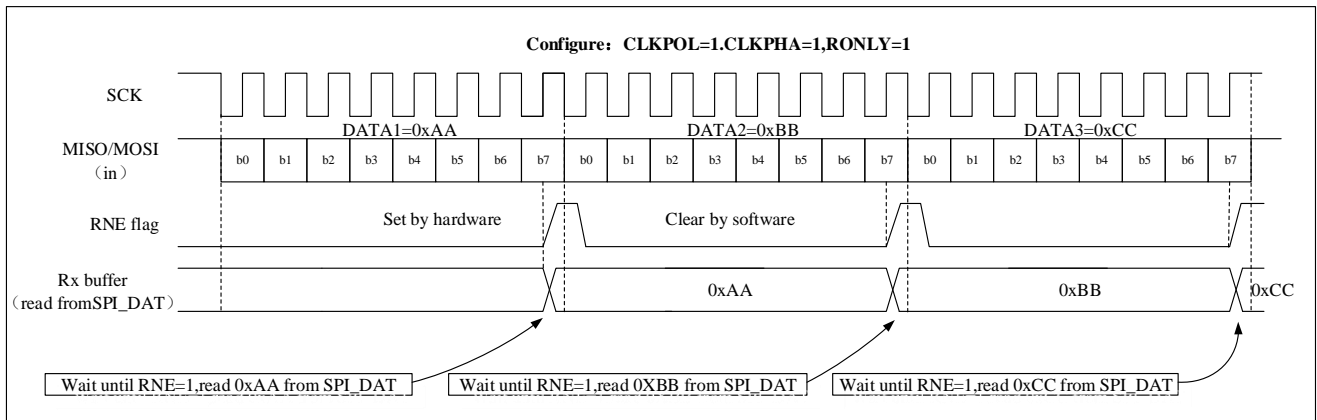 Configure：CLKPOL=1.CLKPHA=1,RONLY=1
SCK
DATA1=0xAA DATA2=0xBB DATA3=0xCC
MISO/MOSI
（in）
b0 b1 b2 b3 b4 b5 b6 b7 b0 b1 b2 b3 b4 b5 b6 b7 b0 b1 b2 b3 b4 b5 b6 b7
RNE flag
Set by hardware Clear by software
Rx buffer
（read fromSPI_DAT）
0xAA 0xBB 0xCC
Wait until RNE=1,read 0xAA from SPI_DAT Wait until RNE=1,read 0XBB from SPI_DAT Wait until RNE=1,read 0xCC from SPI_DAT